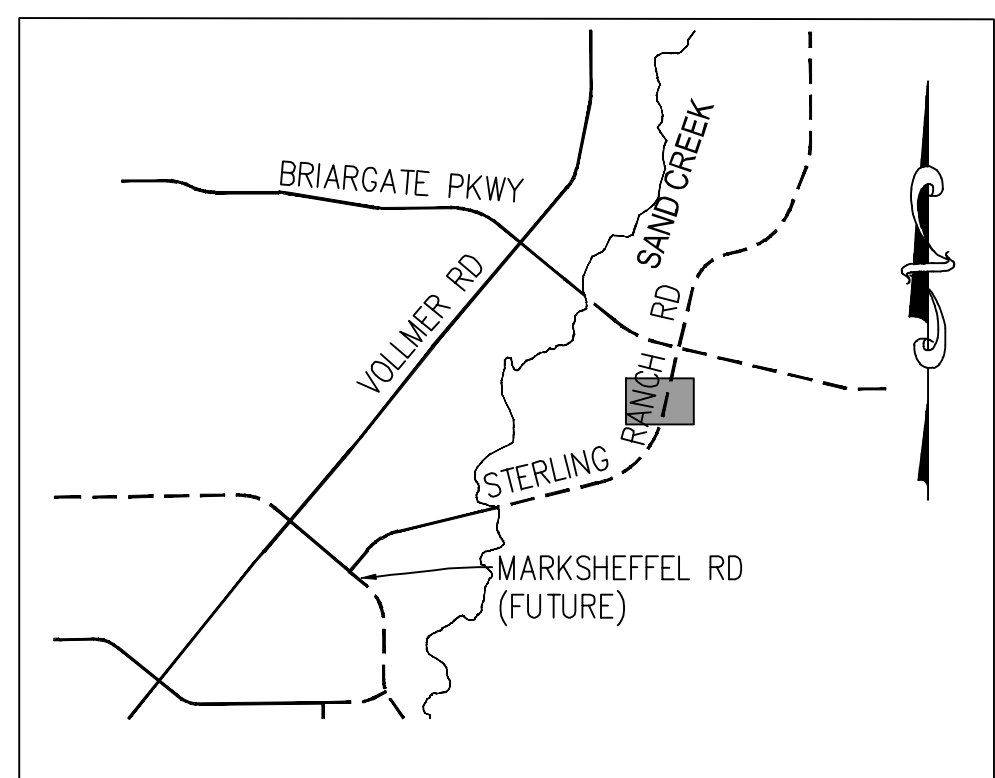 BRIARGATE PKWY
SAND CREEK
VOLLMER RD
STERLING RANCH RD
MARKSHEFFEL RD
(FUTURE)